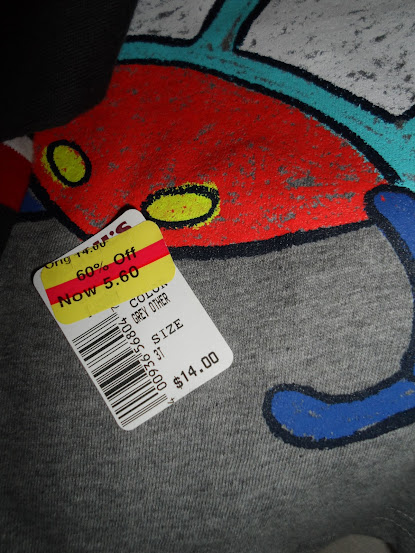 Orig 14.00
60% Off
Now 5.60
COLOR
GREY OTHER
SIZE
3T
$14.00